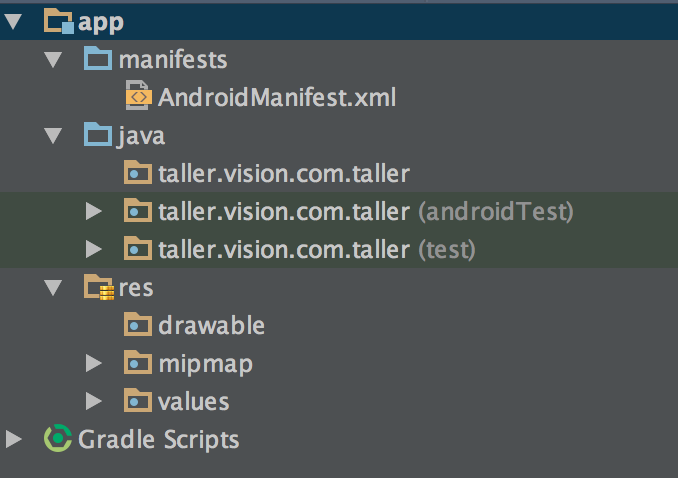 app
manifests
AndroidManifest.xml
java
taller.vision.com.taller
taller.vision.com.taller (androidTest)
taller.vision.com.taller (test)
res
drawable
mipmap
values
Gradle Scripts